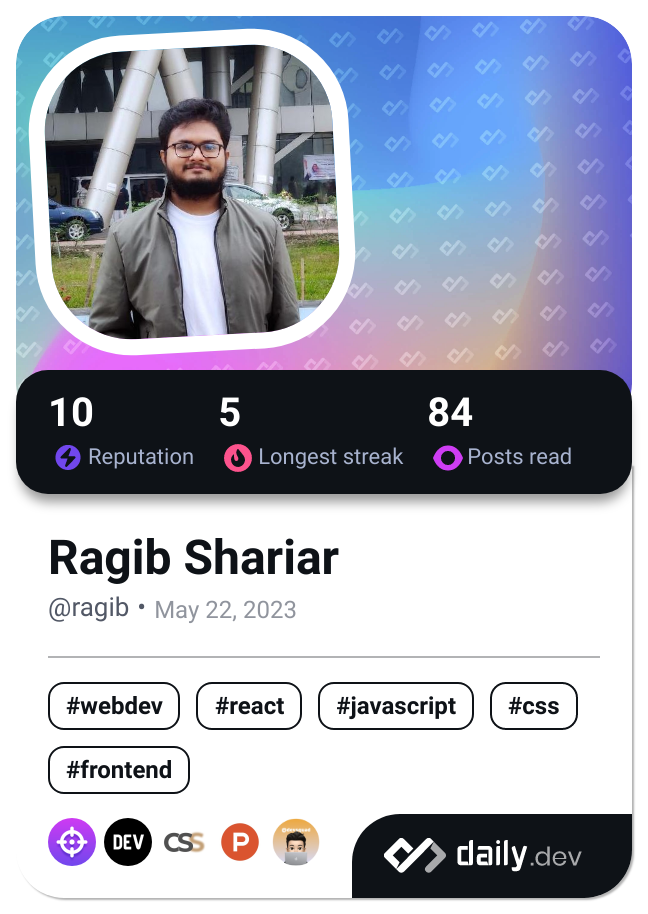 10 5 84
Reputation Longest streak Posts read
Ragib Shariar
@ragib • May 22, 2023
#webdev #react #javascript #css
#frontend
DEV CSS P
daily.dev